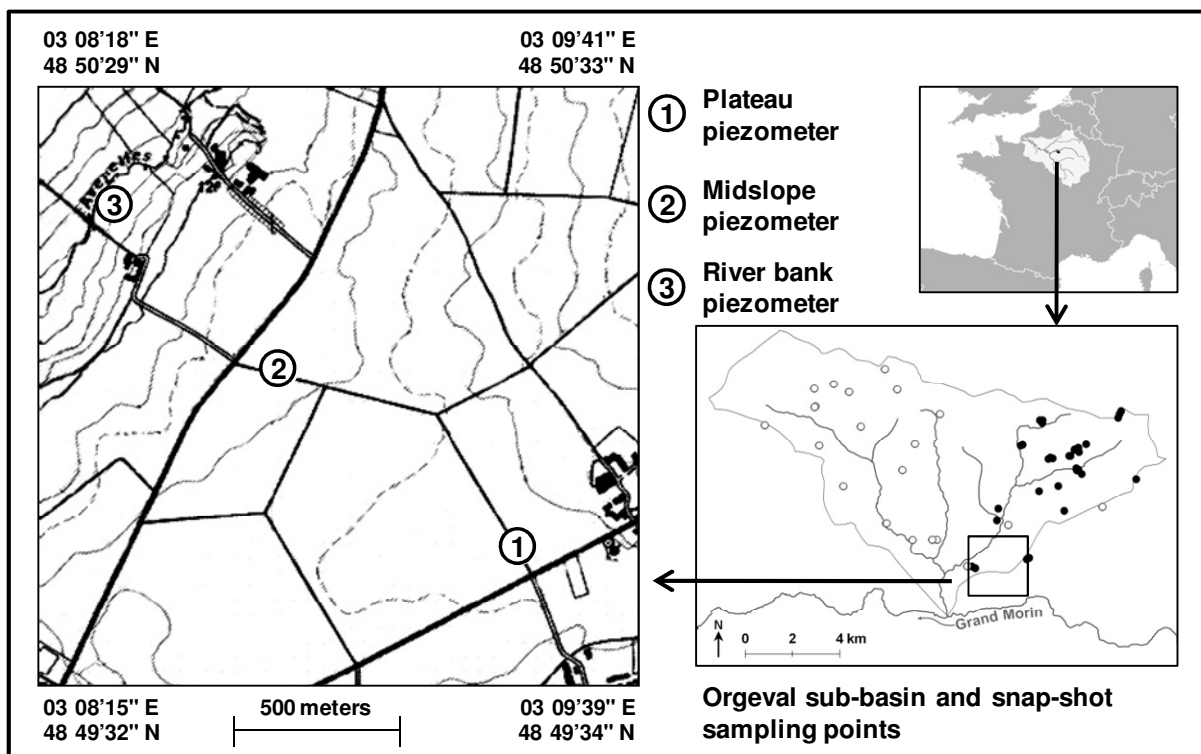 03 08'18" E
48 50'29" N
03 09'41" E
48 50'33" N
Avenelles
3
2
1
1 Plateau
piezometer
2 Midslope
piezometer
3 River bank
piezometer
Grand Morin
N
0 2 4 km
03 08'15" E
48 49'32" N
500 meters
03 09'39" E
48 49'34" N
Orgeval sub-basin and snap-shot
sampling points